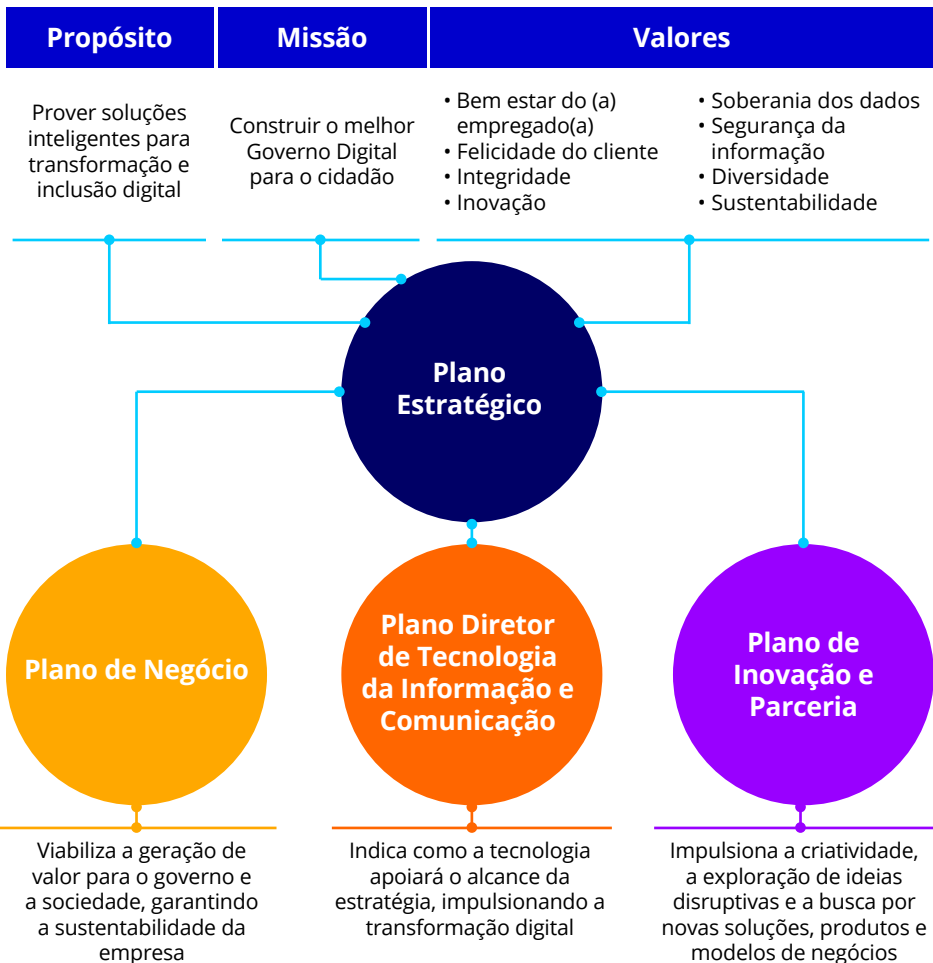 Propósito
Missão
Valores
Prover soluções
inteligentes para
transformação e
inclusão digital
Construir o melhor
Governo Digital
para o cidadão
• Bem estar do (a)
empregado(a)
• Felicidade do cliente
• Integridade
• Inovação
• Soberania dos dados
• Segurança da
informação
• Diversidade
• Sustentabilidade
Plano
Estratégico
Plano de Negócio
Plano Diretor
de Tecnologia
da Informação e
Comunicação
Plano de
Inovação e
Parceria
Viabiliza a geração de
valor para o governo e
a sociedade, garantindo
a sustentabilidade da
empresa
Indica como a tecnologia
apoiará o alcance da
estratégia, impulsionando a
transformação digital
Impulsiona a criatividade,
a exploração de ideias
disruptivas e a busca por
novas soluções, produtos e
modelos de negócios